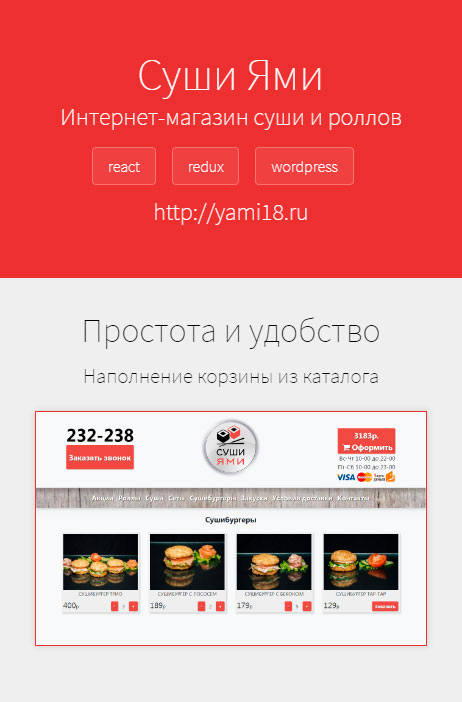 Суши Ями
Интернет-магазин суши и роллов
react redux wordpress
http://yami18.ru
Простота и удобство
Наполнение корзины из каталога
232-238
Заказать звонок
СУШИ
ЯМИ
3183р.
Оформить
Вс-Чт 10-00 до 22-00
Пт-Сб 10-00 до 23-00
VISA
Акции Роллы Суши Сеты Сушибургеры Закуски Условия доставки Контакты
Сушибургеры
СУШИБУРГЕР ТРИО СУШИБУРГЕР С ЛОСОСЕМ СУШИБУРГЕР С БЕКОНОМ СУШИБУРГЕР ТАР-ТАР
400р 189р 179р 129р Заказать